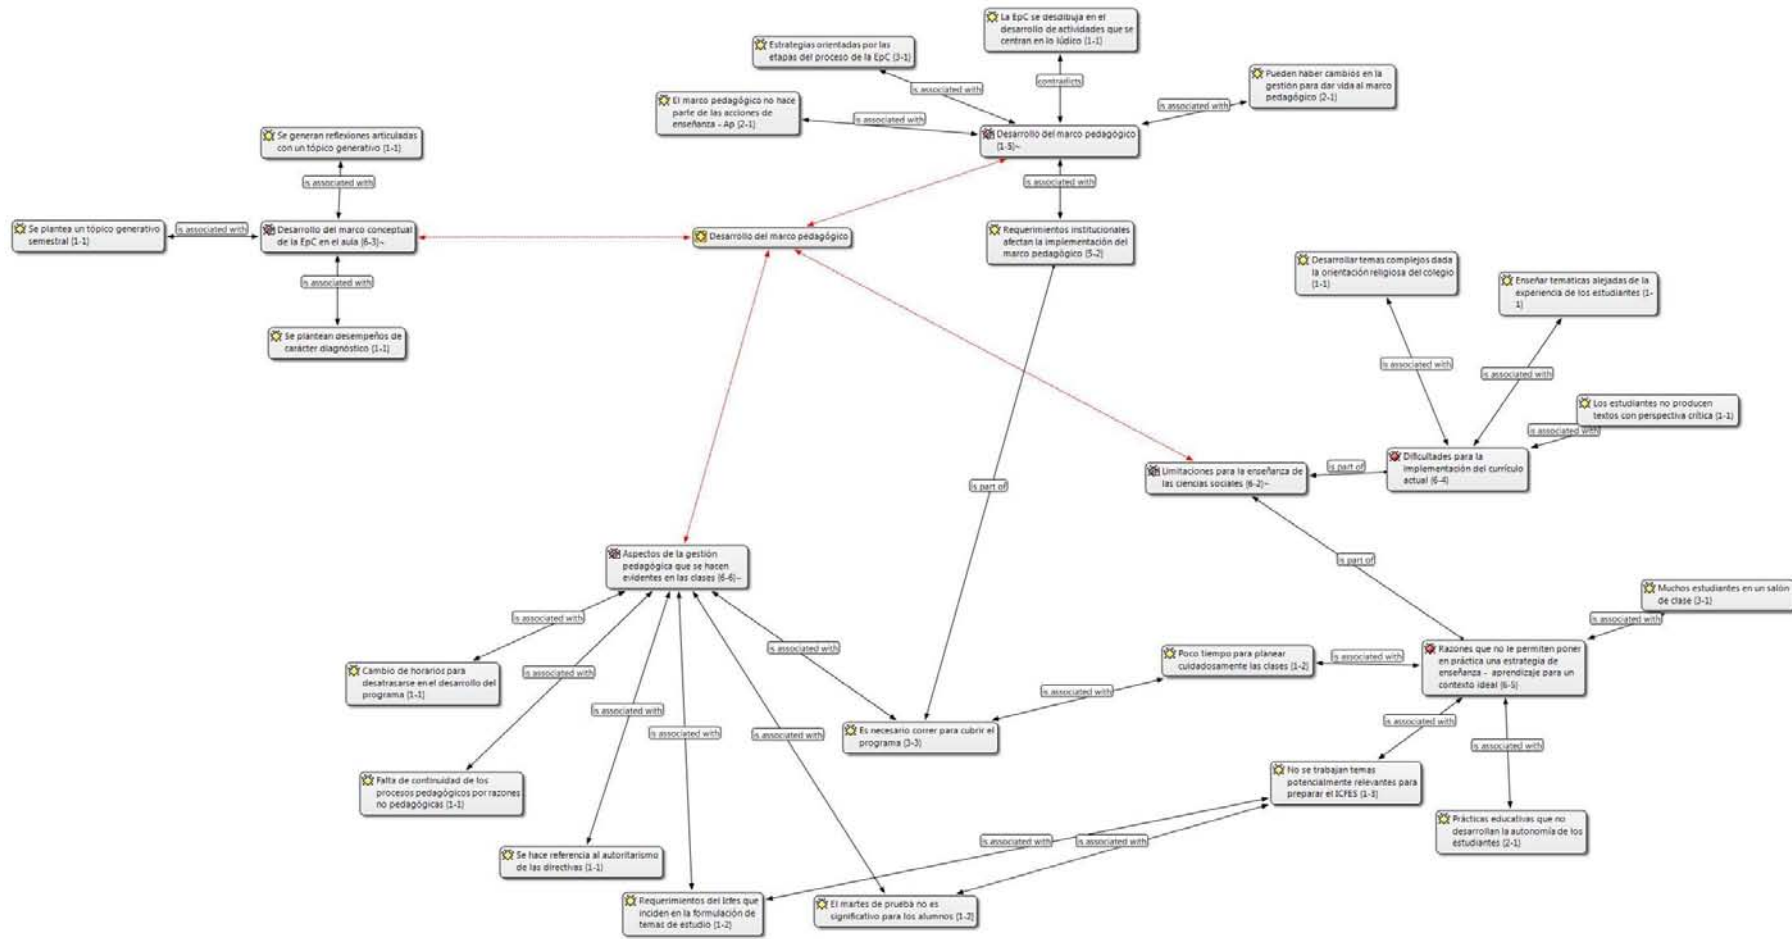 La EpC se desdibuja en el
desarrollo de actividades que se
centran en lo lúdico (1-1)
Estrategias orientadas por las
etapas del proceso de la EpC (3-1)
contradicts
Pueden haber cambios en la
gestión para dar vida al marco
pedagógico (2-1)
is associated with
is associated with
El marco pedagógico no hace
parte de las acciones de
enseñanza - Ap (2-1)
is associated with
Desarrollo del marco pedagógico
(1-5)~
Se generan reflexiones articuladas
con un tópico generativo (1-1)
is associated with
is associated with
Se plantea un tópico generativo
semestral (1-1)
is associated with
Desarrollo del marco conceptual
de la EpC en el aula (6-3)~
Desarrollo del marco pedagógico
Requerimientos institucionales
afectan la implementación del
marco pedagógico (5-2)
is associated with
Se plantean desempeños de
carácter diagnóstico (1-1)
Desarrollar temas complejos dada
la orientación religiosa del colegio
(1-1)
Enseñar temáticas alejadas de la
experiencia de los estudiantes (1-
1)
is associated with
is associated with
Los estudiantes no producen
textos con perspectiva crítica (1-1)
is associated with
Limitaciones para la enseñanza de
las ciencias sociales (6-2)~
is part of
Dificultades para la
implementación del currículo
actual (6-4)
is part of
Aspectos de la gestión
pedagógica que se hacen
evidentes en las clases (6-6)~
is part of
Muchos estudiantes en un salón
de clase (3-1)
is associated with
is associated with
is associated with
Poco tiempo para planear
cuidadosamente las clases (1-2)
is associated with
Razones que no le permiten poner
en práctica una estrategia de
enseñanza - aprendizaje para un
contexto ideal (6-5)
Cambio de horarios para
desatrasarse en el desarrollo del
programa (1-1)
is associated with
is associated with
is associated with
is associated with
is associated with
is associated with
Es necesario correr para cubrir el
programa (3-3)
is associated with
Falta de continuidad de los
procesos pedagógicos por razones
no pedagógicas (1-1)
No se trabajan temas
potencialmente relevantes para
preparar el ICFES (1-3)
Prácticas educativas que no
desarrollan la autonomía de los
estudiantes (2-1)
is associated with
is associated with
Se hace referencia al autoritarismo
de las directivas (1-1)
Requerimientos del Icfes que
inciden en la formulación de
temas de estudio (1-2)
El martes de prueba no es
significativo para los alumnos (1-2)